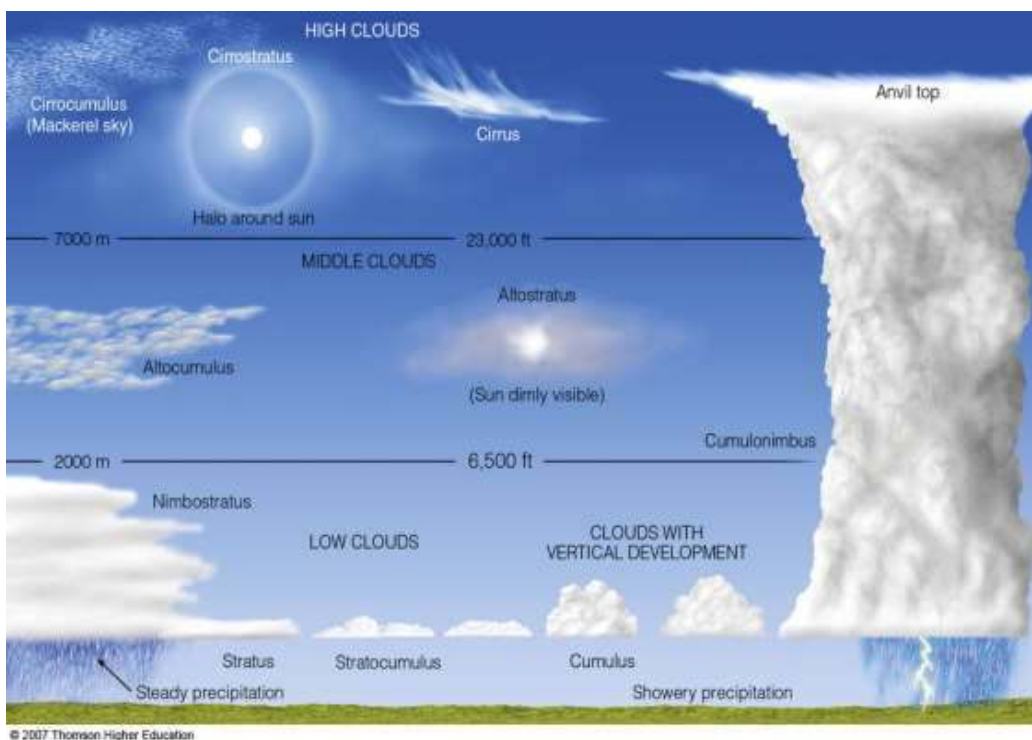 HIGH CLOUDS
Cirrostratus
Cirrocumulus
(Mackerel sky)
Cirrus
Anvil top
Halo around sun
7000 m
23,000 ft
MIDDLE CLOUDS
Altostratus
Altocumulus
(Sun dimly visible)
Cumulonimbus
2000 m
6,500 ft
Nimbostratus
LOW CLOUDS
CLOUDS WITH
VERTICAL DEVELOPMENT
Stratus
Stratocumulus
Cumulus
Steady precipitation
Showery precipitation
© 2007 Thomson Higher Education